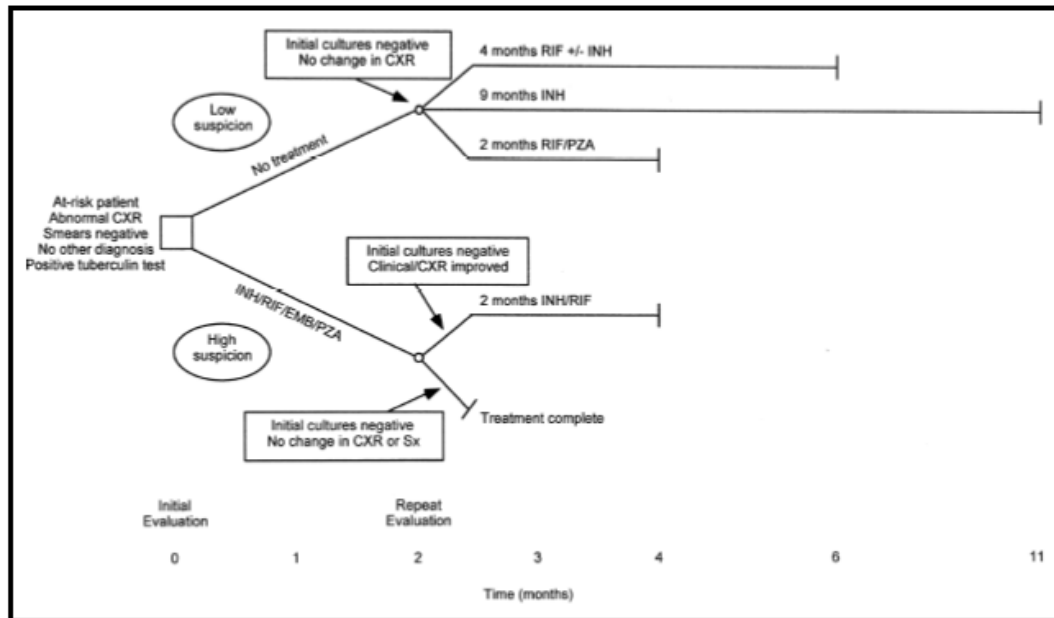 Initial cultures negative
No change in CXR
4 months RIF +/- INH
9 months INH
2 months RIF/PZA
Low
suspicion
No treatment
At-risk patient
Abnormal CXR
Smears negative
No other diagnosis
Positive tuberculin test
Initial cultures negative
Clinical/CXR improved
2 months INH/RIF
INH/RIF/EMB/PZA
High
suspicion
Initial cultures negative
No change in CXR or Sx
Treatment complete
Initial
Evaluation
Repeat
Evaluation
0 1 2 3 4 6 11
Time (months)